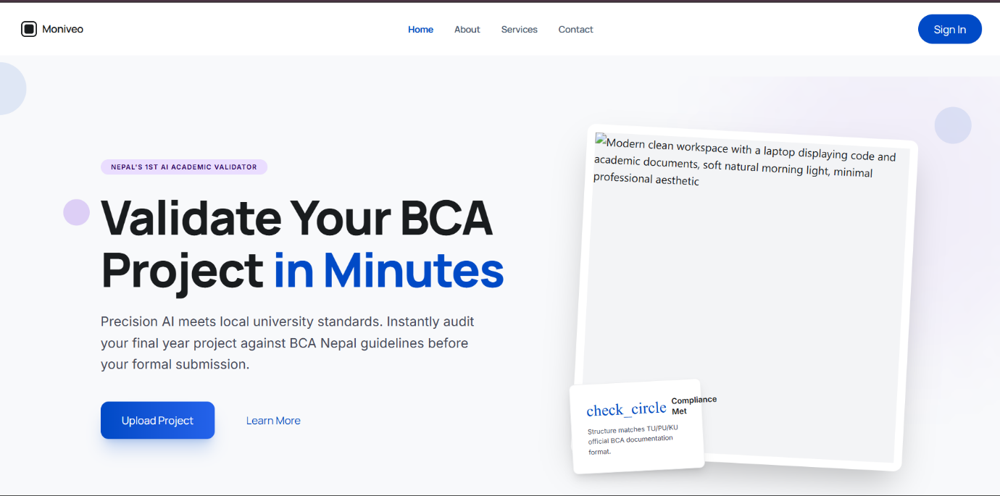 Moniveo
Home
About
Services
Contact
Sign In
NEPAL'S 1ST AI ACADEMIC VALIDATOR
Validate Your BCA
Project in Minutes
Precision AI meets local university standards. Instantly audit
your final year project against BCA Nepal guidelines before
your formal submission.
Upload Project
Learn More
Modern clean workspace with a laptop displaying code and
academic documents, soft natural morning light, minimal
professional aesthetic
check_circle
Compliance
Met
Structure matches TU/PU/KU
official BCA documentation
format.